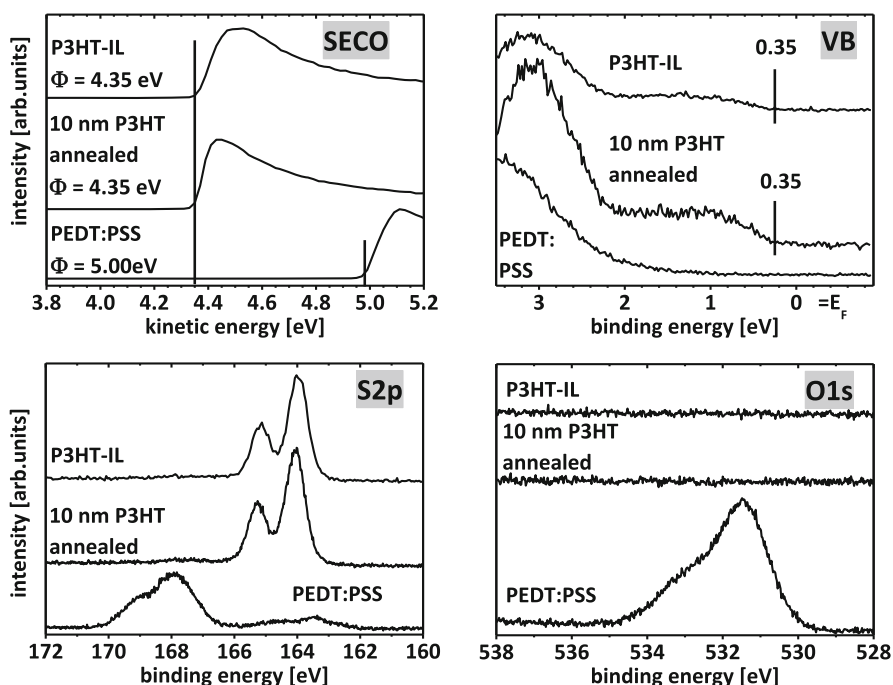 SECO
P3HT-IL
Φ = 4.35 eV
10 nm P3HT
annealed
Φ = 4.35 eV
PEDT:PSS
Φ = 5.00eV
intensity [arb.units]
3.8 4.0 4.2 4.4 4.6 4.8 5.0 5.2
kinetic energy [eV]
VB
0.35
P3HT-IL
10 nm P3HT
annealed
0.35
PEDT:
PSS
3 2 1 0 =E_F
binding energy [eV]
S2p
P3HT-IL
10 nm P3HT
annealed
PEDT:PSS
intensity [arb.units]
172 170 168 166 164 162 160
binding energy [eV]
O1s
P3HT-IL
10 nm P3HT
annealed
PEDT:PSS
538 536 534 532 530 528
binding energy [eV]